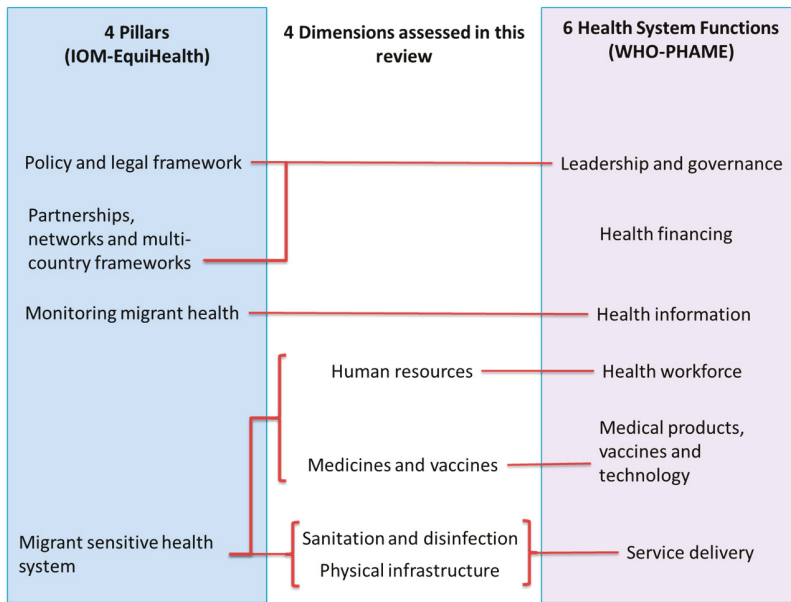 4 Pillars
(IOM-EquiHealth)
4 Dimensions assessed in this
review
6 Health System Functions
(WHO-PHAME)
Policy and legal framework
Leadership and governance
Partnerships,
networks and multi-
country frameworks
Health financing
Monitoring migrant health
Health information
Human resources
Health workforce
Medicines and vaccines
Medical products,
vaccines and
technology
Migrant sensitive health
system
Sanitation and disinfection
Physical infrastructure
Service delivery